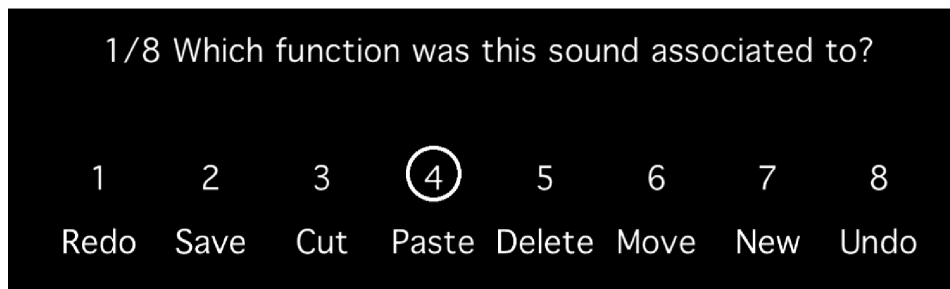 1/8 Which function was this sound associated to?
1 2 3 4 5 6 7 8
Redo Save Cut Paste Delete Move New Undo